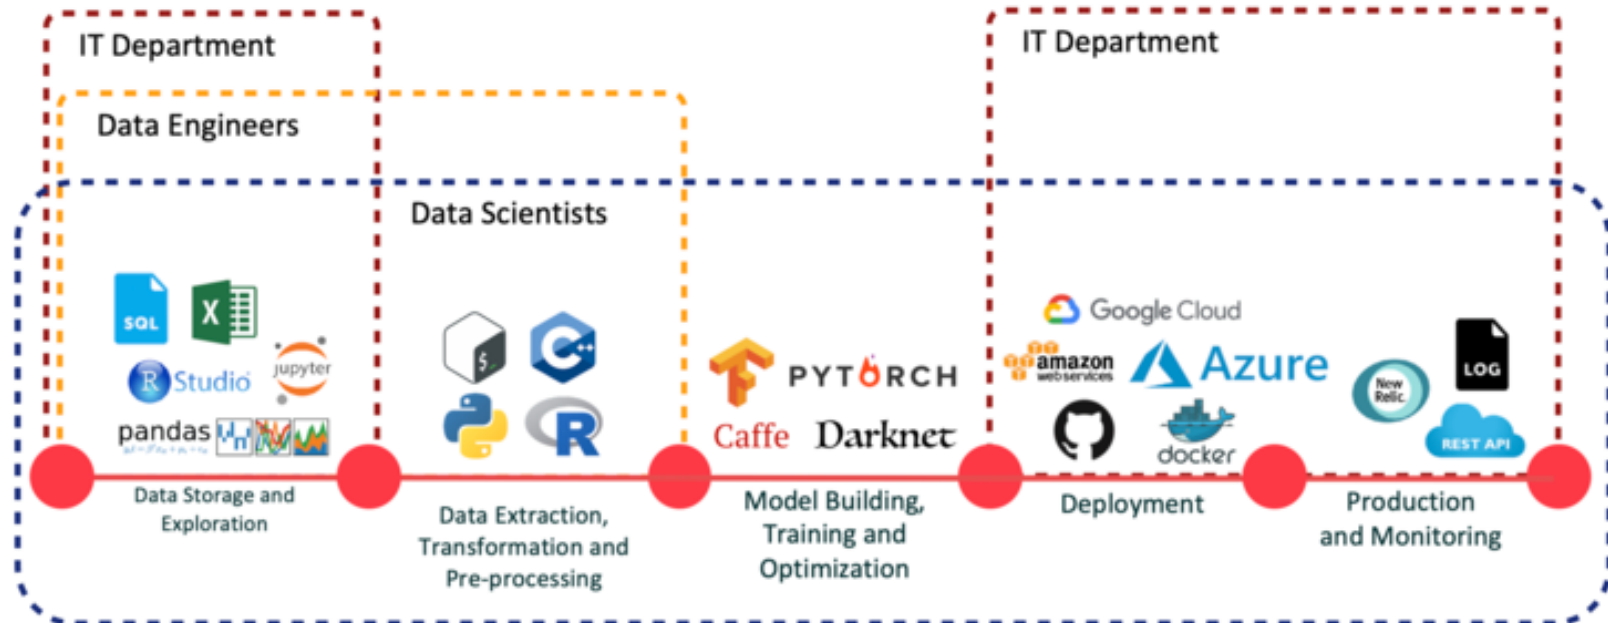 IT Department
IT Department
Data Engineers
Data Scientists
SQL
X
R Studio
jupyter
pandas
$_
C++
R
PYTORCH
Caffe
Darknet
Google Cloud
amazon
webservices
Azure
docker
New
Relic.
LOG
REST API
Data Storage and
Exploration
Data Extraction,
Transformation and
Pre-processing
Model Building,
Training and
Optimization
Deployment
Production
and Monitoring